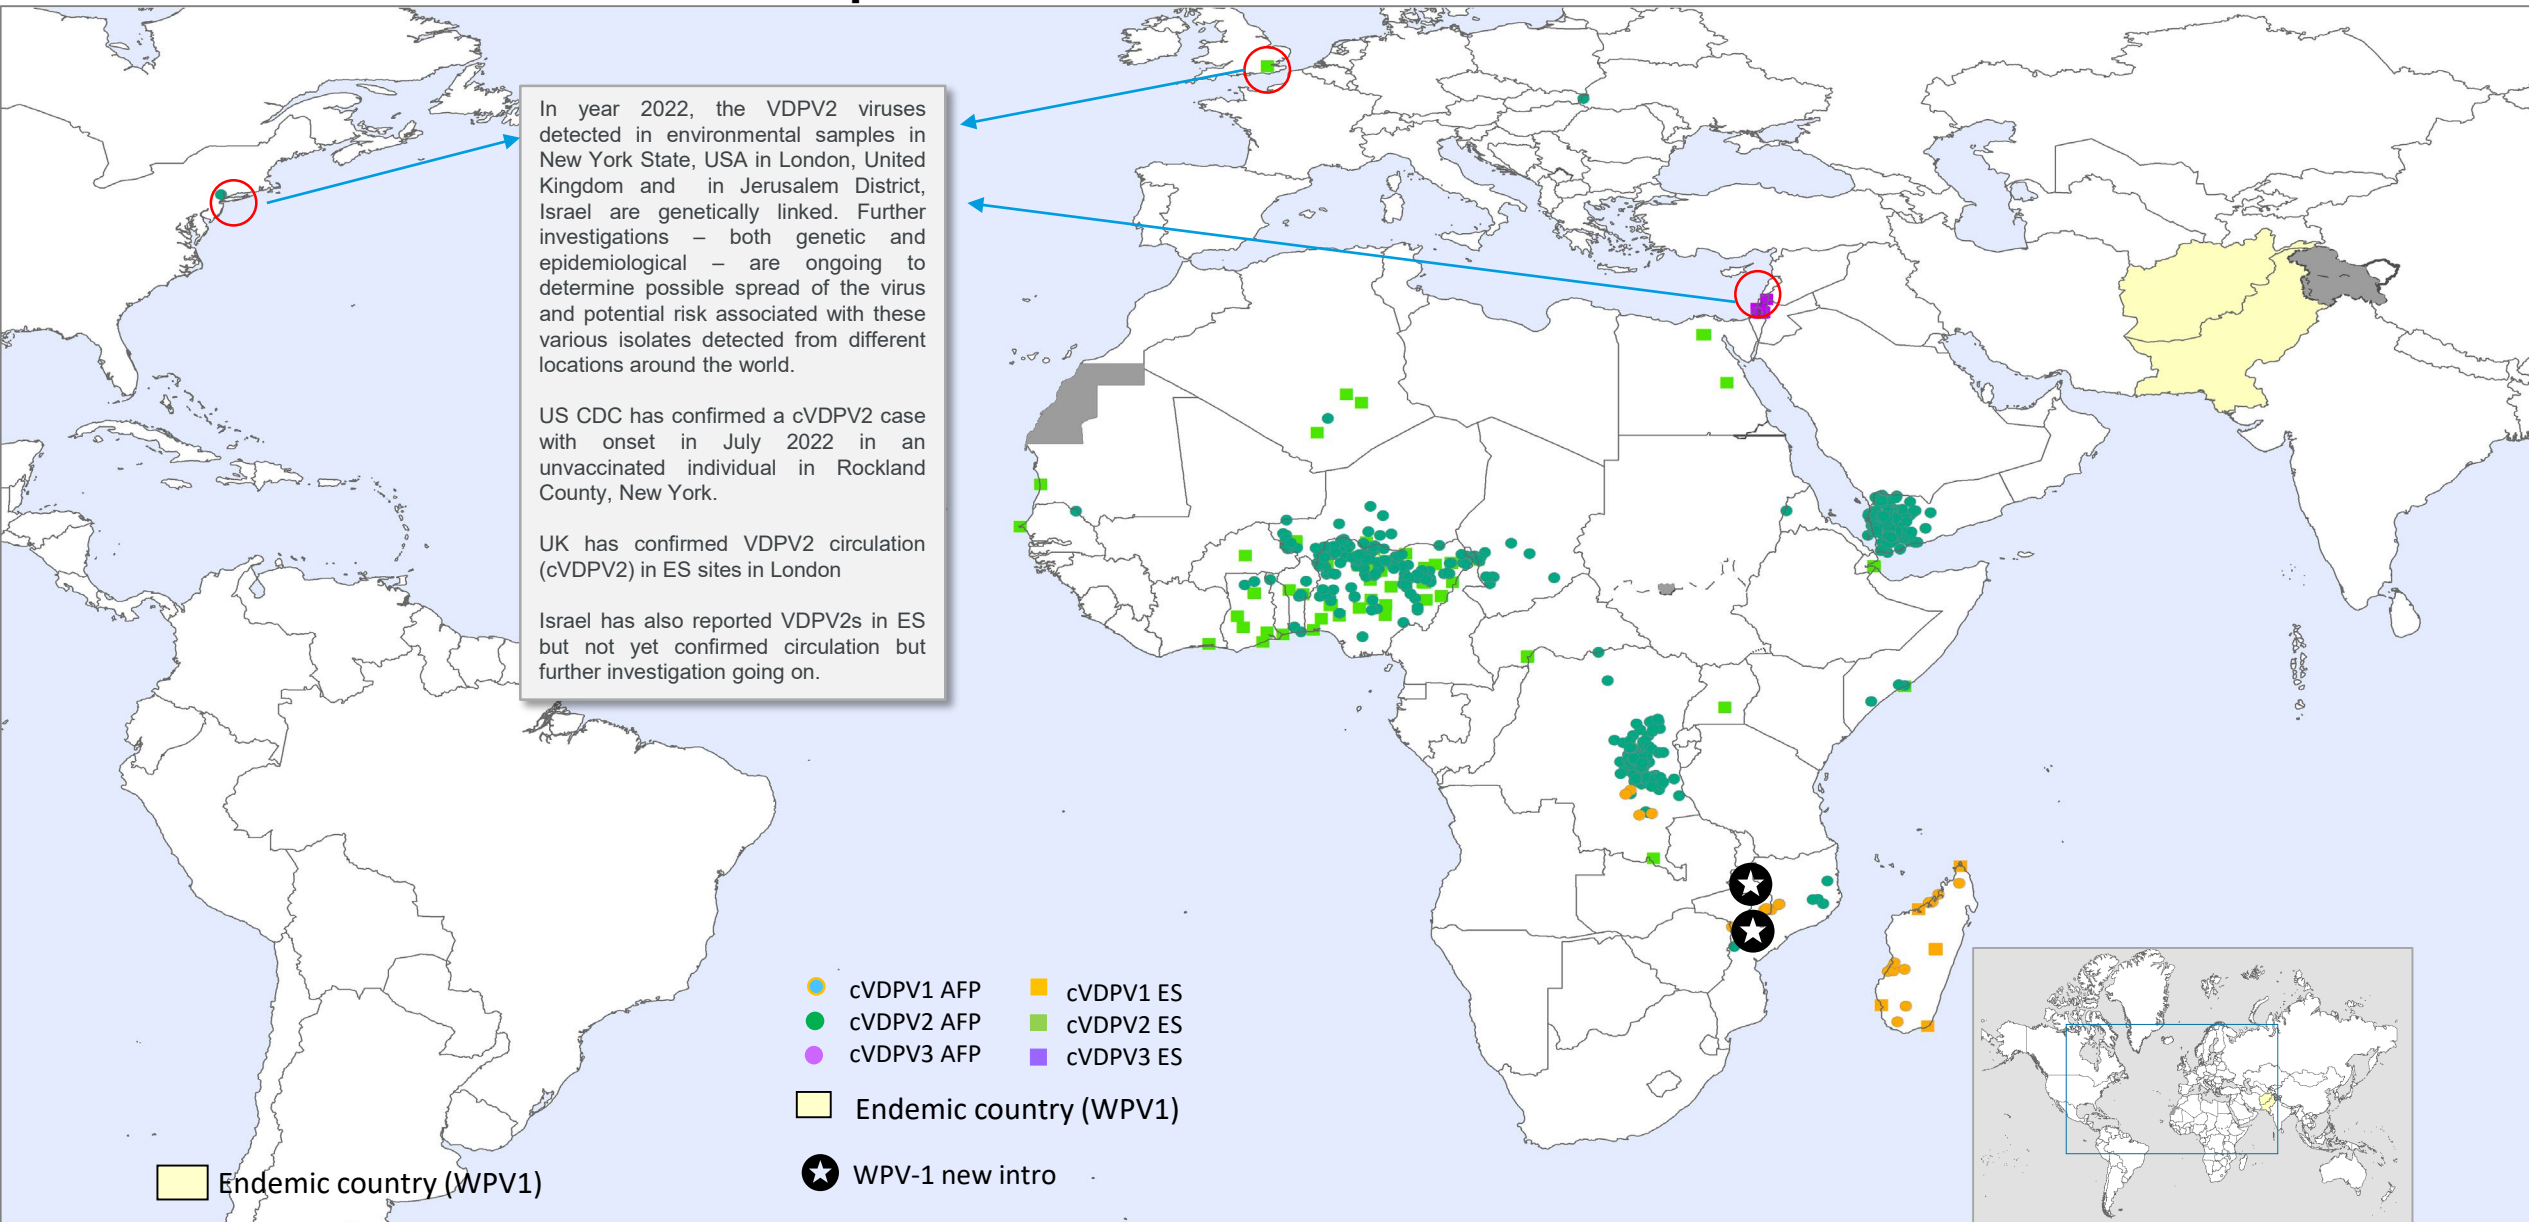 In year 2022, the VDPV2 viruses
detected in environmental samples in
New York State, USA in London, United
Kingdom and in Jerusalem District,
Israel are genetically linked. Further
investigations – both genetic and
epidemiological – are ongoing to
determine possible spread of the virus
and potential risk associated with these
various isolates detected from different
locations around the world.
US CDC has confirmed a cVDPV2 case
with onset in July 2022 in an
unvaccinated individual in Rockland
County, New York.
UK has confirmed VDPV2 circulation
(cVDPV2) in ES sites in London
Israel has also reported VDPV2s in ES
but not yet confirmed circulation but
further investigation going on.
cVDPV1 AFP
cVDPV2 AFP
cVDPV3 AFP
cVDPV1 ES
cVDPV2 ES
cVDPV3 ES
Endemic country (WPV1)
WPV-1 new intro
Endemic country (WPV1)